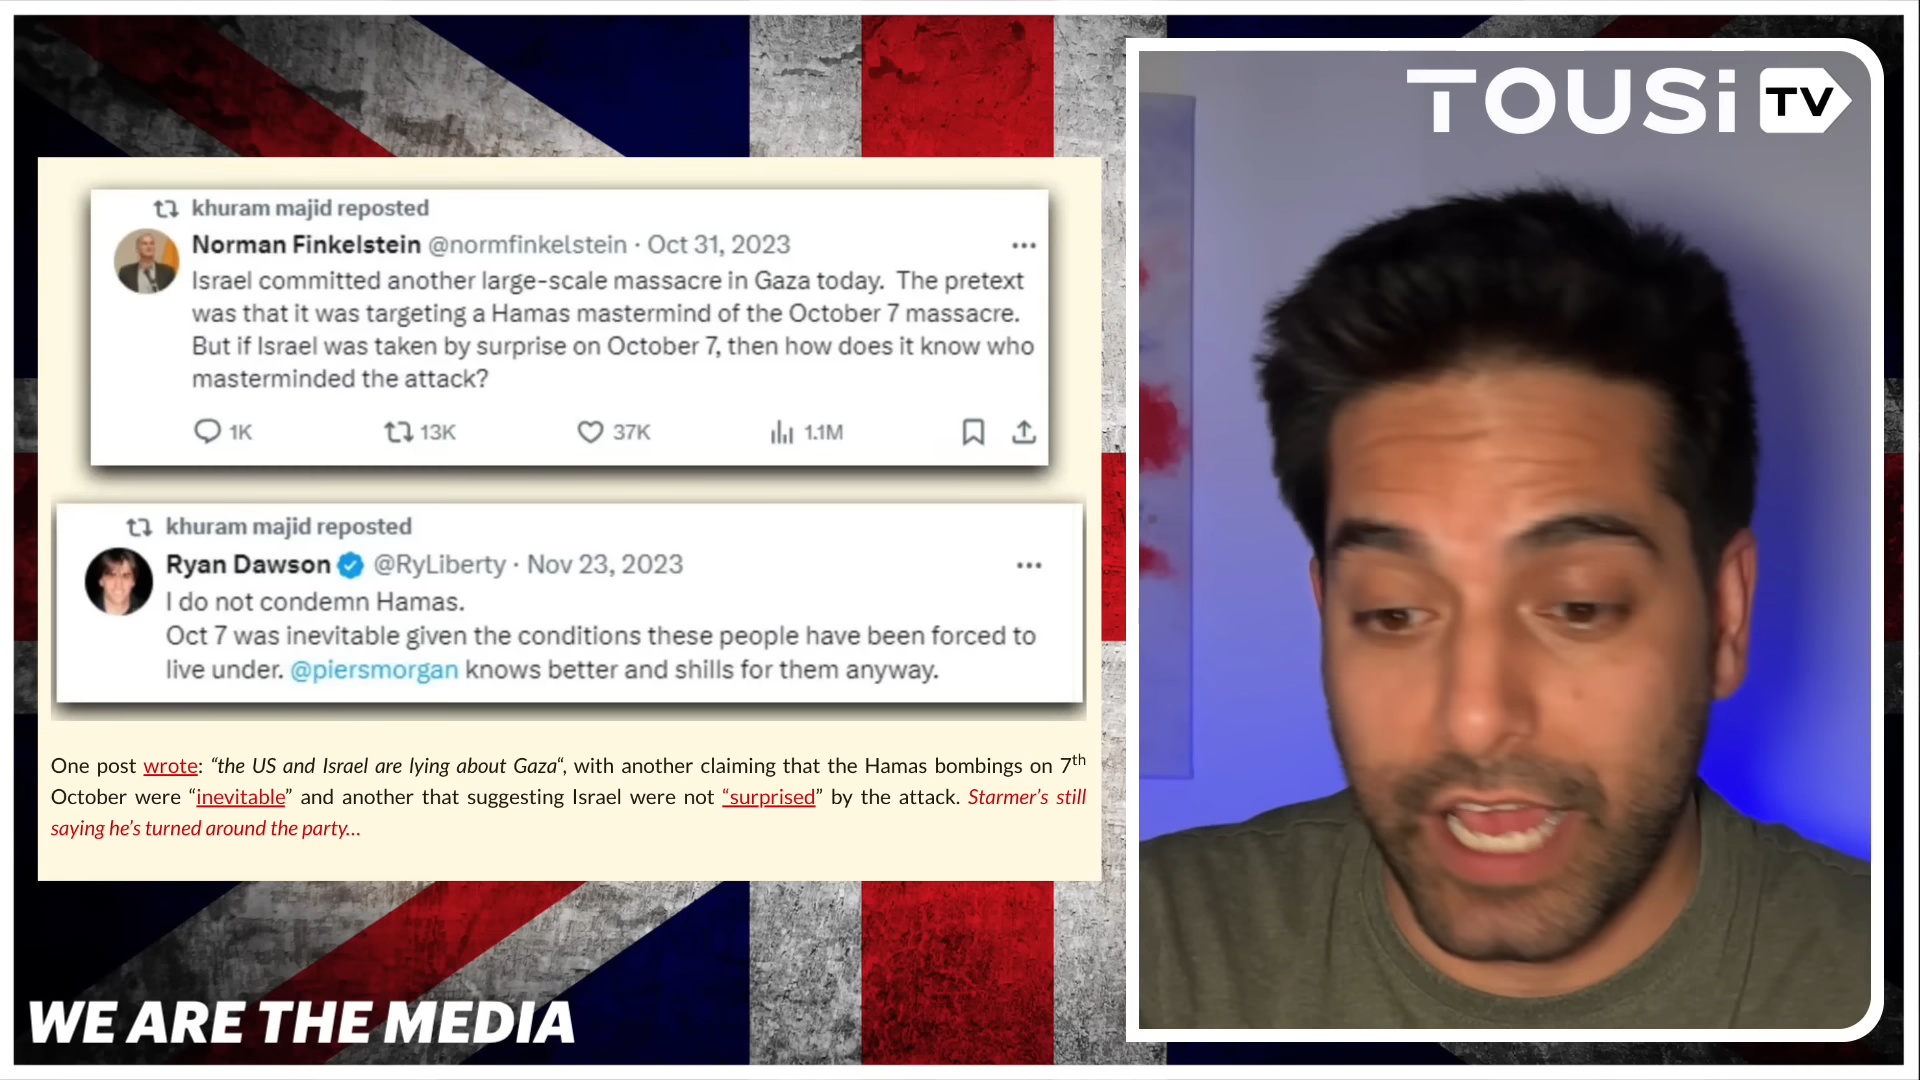 TOUSi TV
khuram majid reposted
Norman Finkelstein @normfinkelstein · Oct 31, 2023
Israel committed another large-scale massacre in Gaza today. The pretext
was that it was targeting a Hamas mastermind of the October 7 massacre.
But if Israel was taken by surprise on October 7, then how does it know who
masterminded the attack?
1K 13K 37K 1.1M
khuram majid reposted
Ryan Dawson @RyLiberty · Nov 23, 2023
I do not condemn Hamas.
Oct 7 was inevitable given the conditions these people have been forced to
live under. @piersmorgan knows better and shills for them anyway.
One post wrote: “the US and Israel are lying about Gaza“, with another claiming that the Hamas bombings on 7th
October were “inevitable” and another that suggesting Israel were not “surprised” by the attack. Starmer’s still
saying he’s turned around the party…
WE ARE THE MEDIA